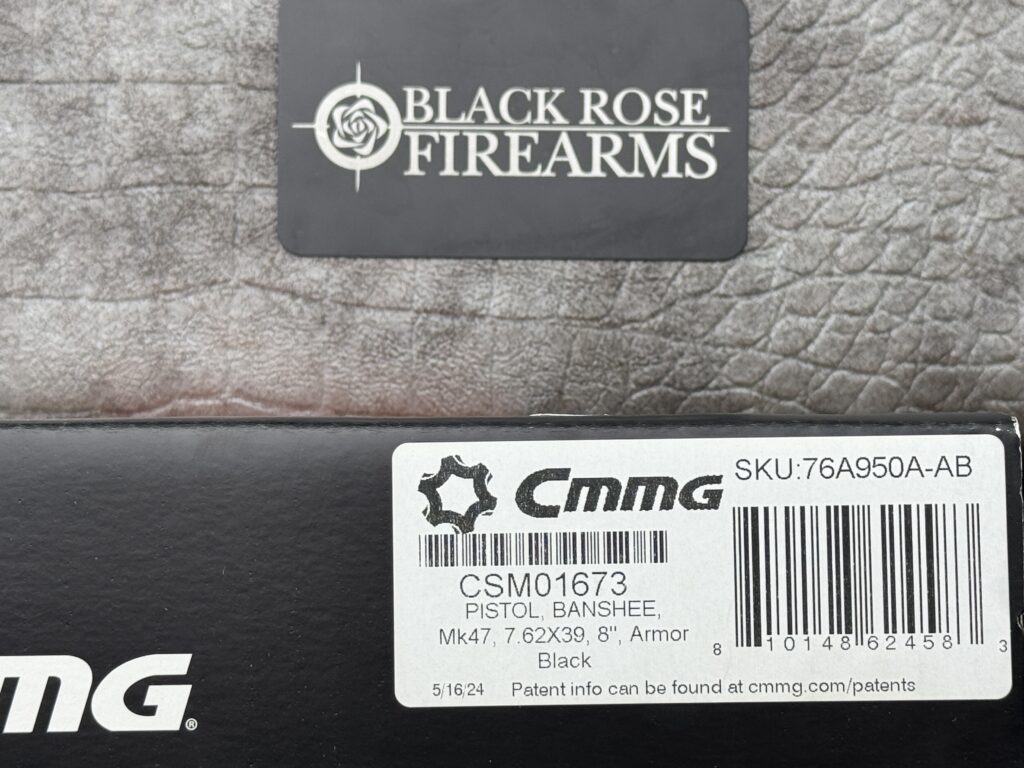 BLACK ROSE
FIREARMS
CMMG
SKU:76A950A-AB
CSM01673
PISTOL, BANSHEE,
Mk47, 7.62X39, 8", Armor
Black
8 10148 62458 3
5/16/24 Patent info can be found at cmmg.com/patents
mG®